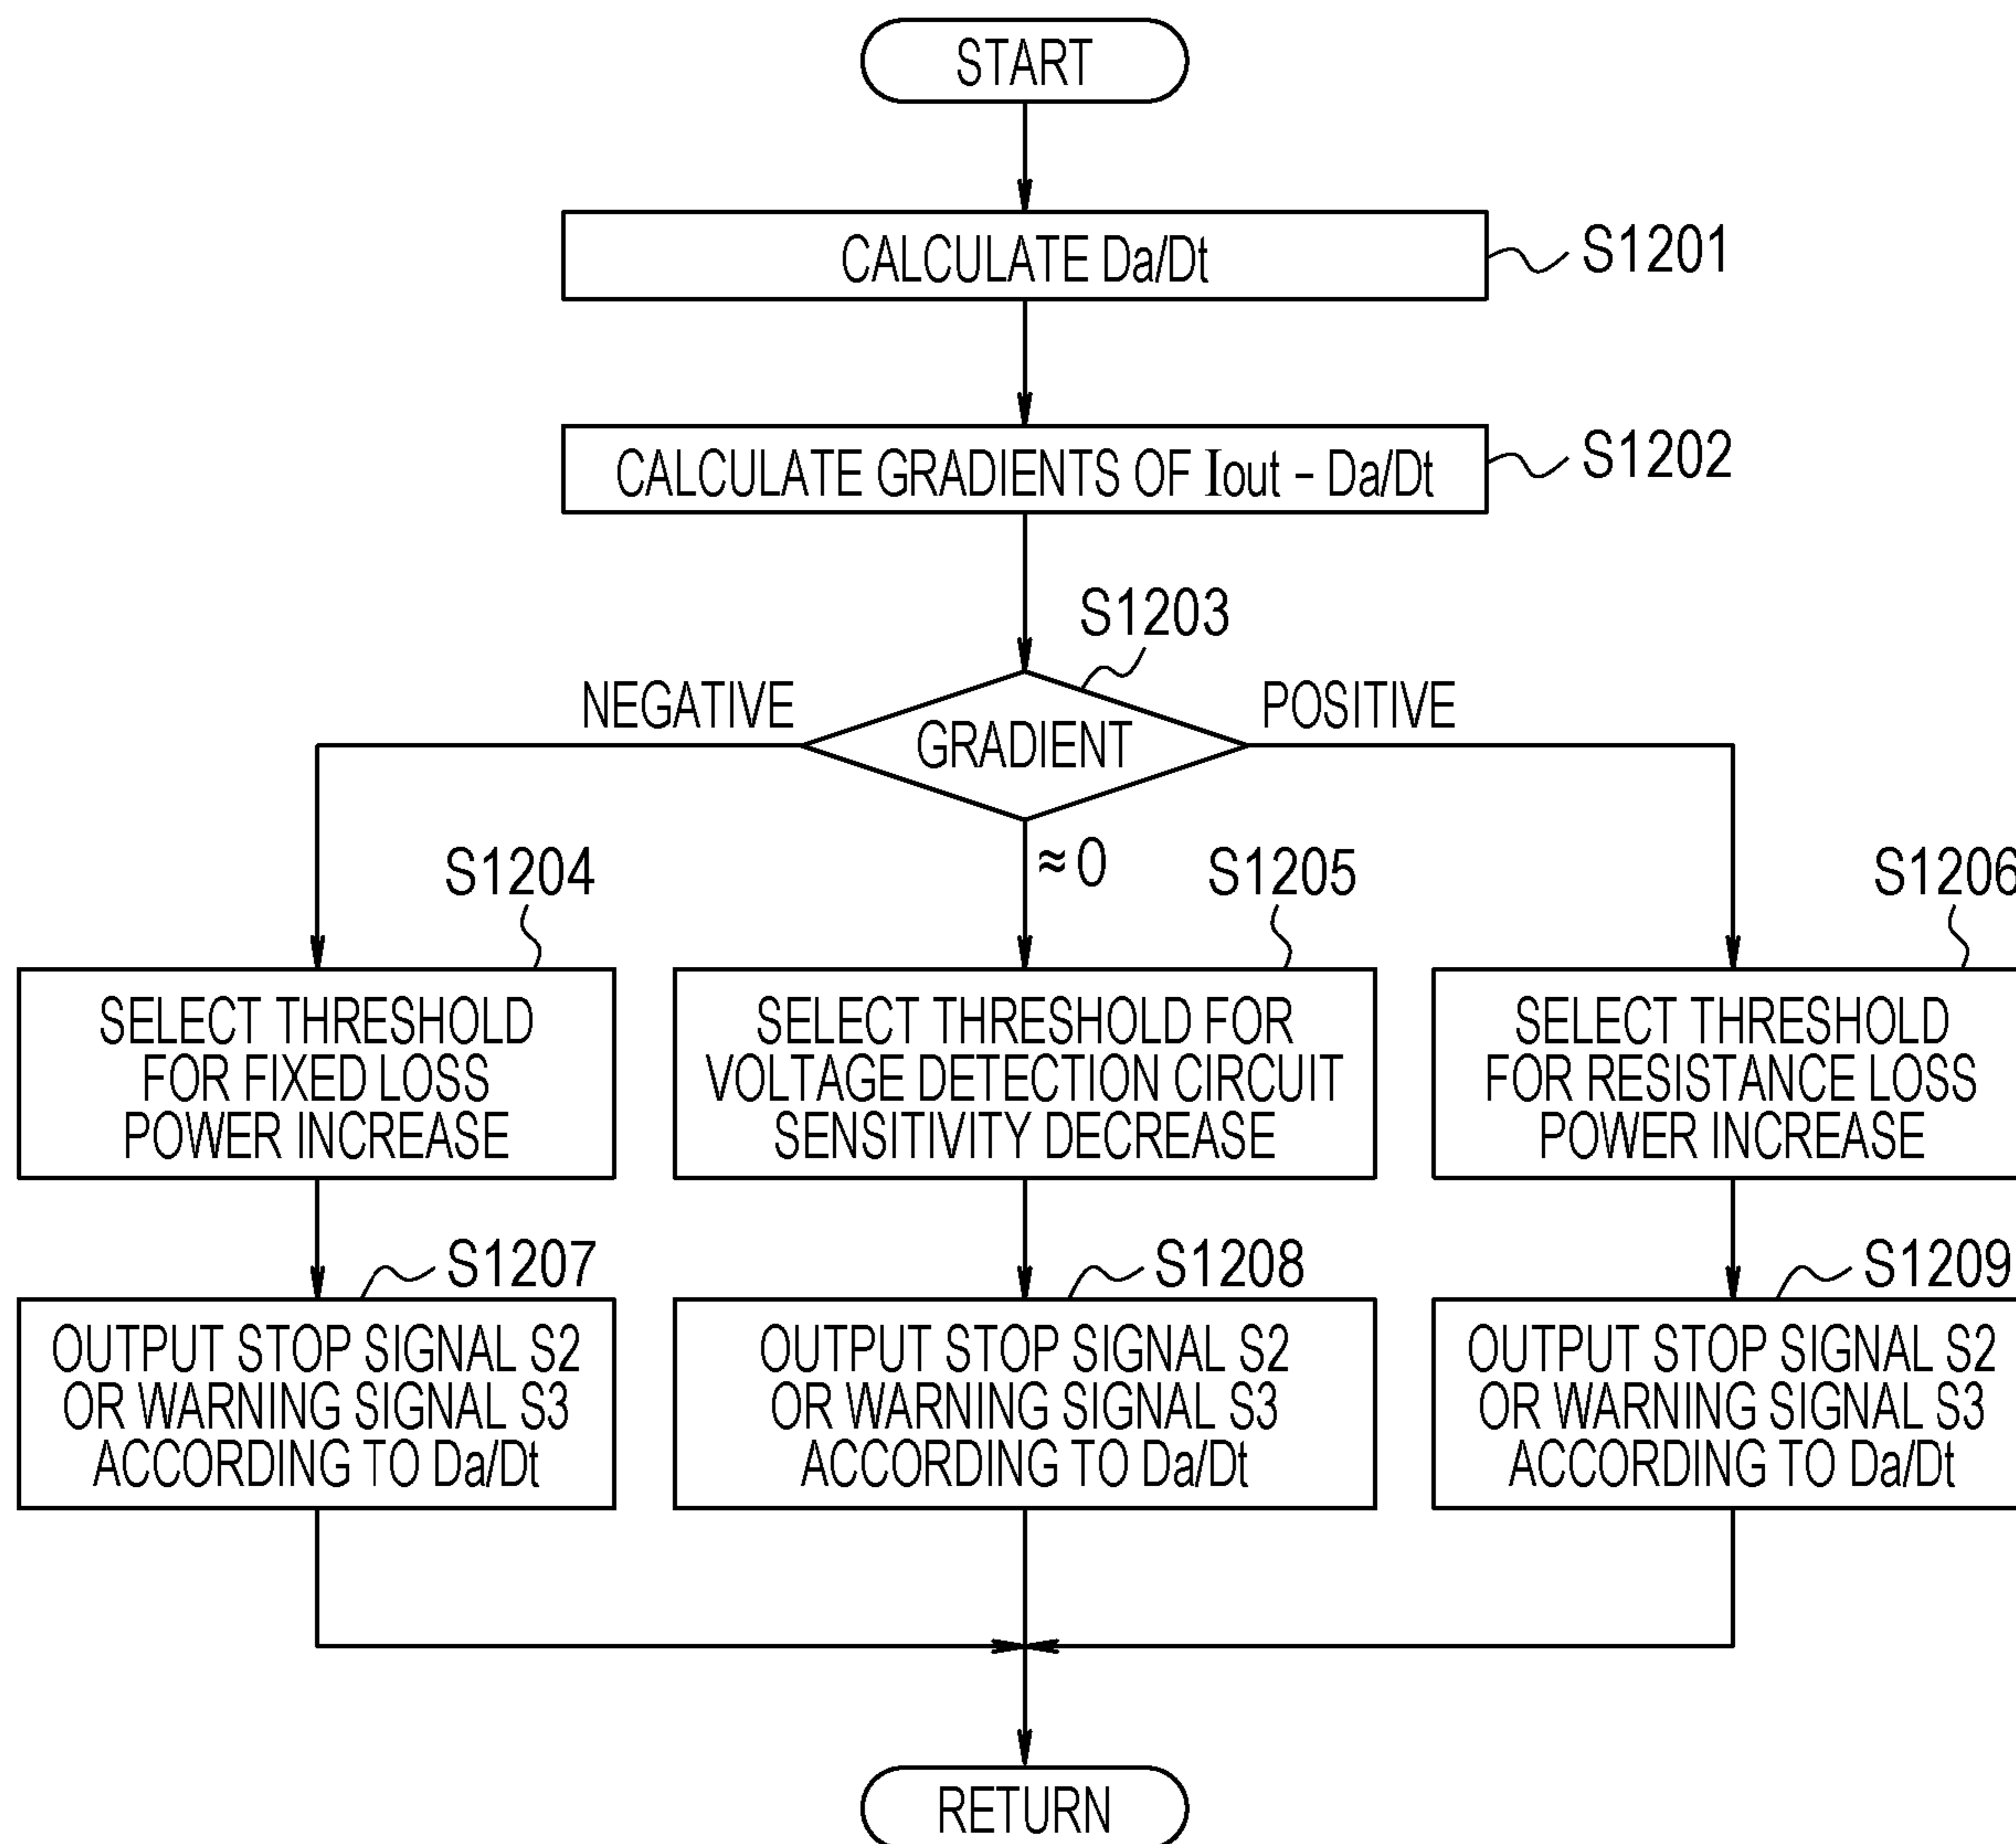 START
CALCULATE Da/Dt
S1201
CALCULATE GRADIENTS OF Iout – Da/Dt
S1202
S1203
NEGATIVE
GRADIENT
POSITIVE
≈0
S1204
S1205
S1206
SELECT THRESHOLD
FOR FIXED LOSS
POWER INCREASE
SELECT THRESHOLD FOR
VOLTAGE DETECTION CIRCUIT
SENSITIVITY DECREASE
SELECT THRESHOLD
FOR RESISTANCE LOSS
POWER INCREASE
S1207
S1208
S1209
OUTPUT STOP SIGNAL S2
OR WARNING SIGNAL S3
ACCORDING TO Da/Dt
OUTPUT STOP SIGNAL S2
OR WARNING SIGNAL S3
ACCORDING TO Da/Dt
OUTPUT STOP SIGNAL S2
OR WARNING SIGNAL S3
ACCORDING TO Da/Dt
RETURN